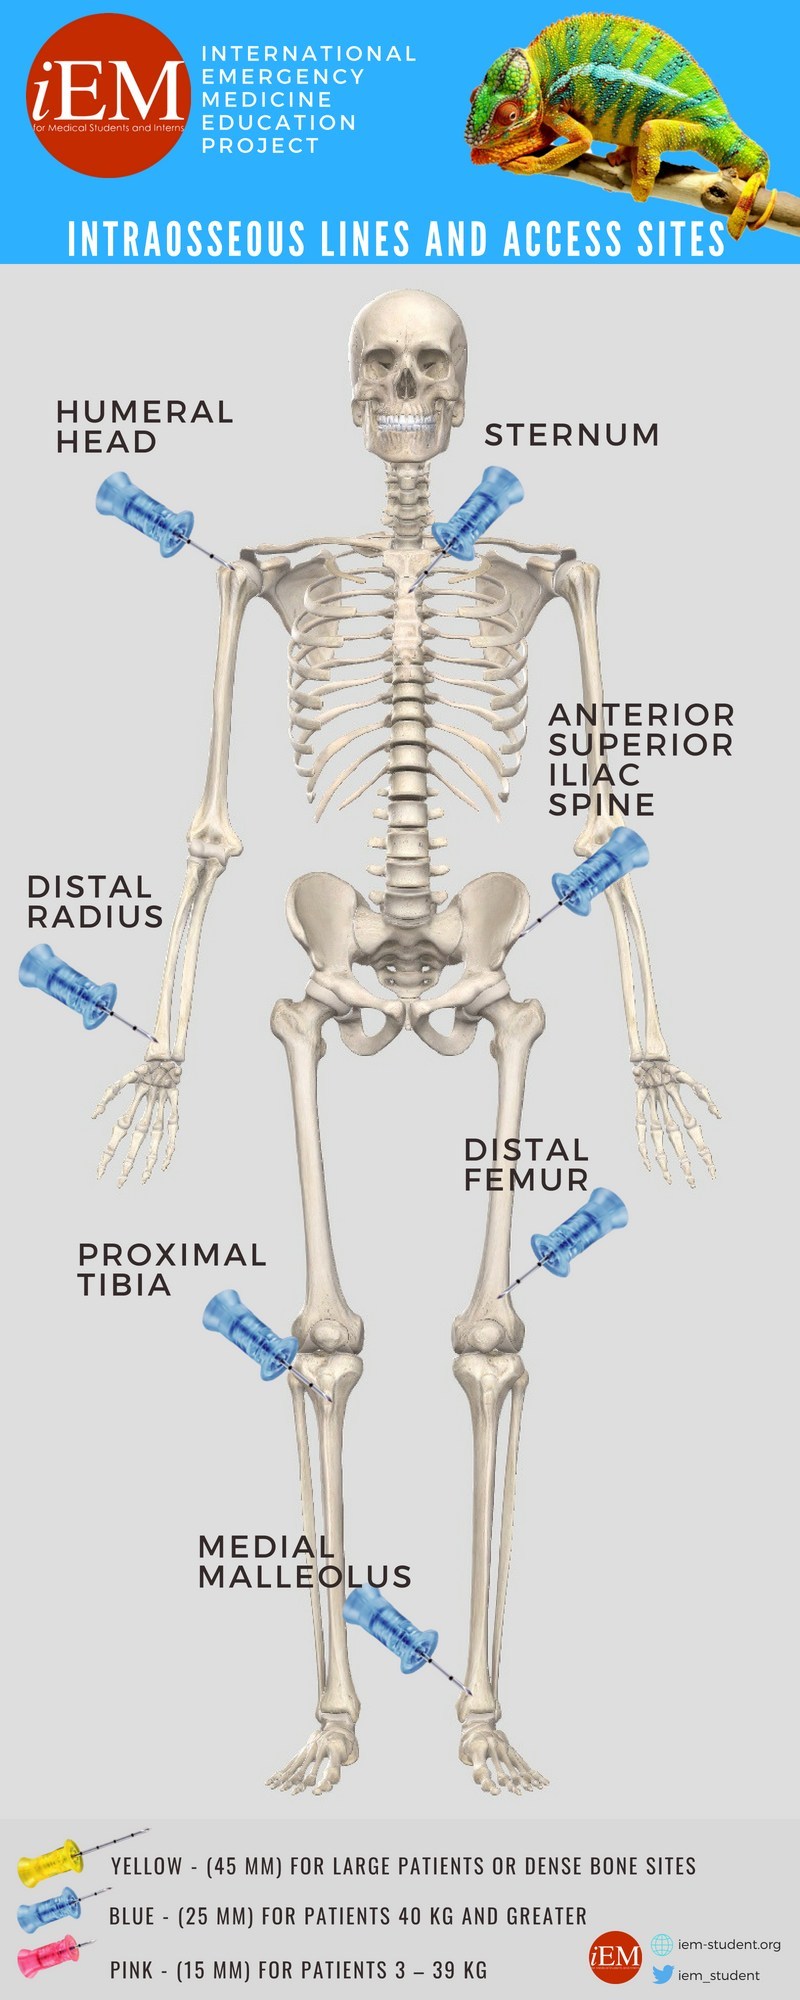 iEM
for Medical Students and Interns
INTERNATIONAL
EMERGENCY
MEDICINE
EDUCATION
PROJECT
INTRAOSSEOUS LINES AND ACCESS SITES
HUMERAL
HEAD
STERNUM
ANTERIOR
SUPERIOR
ILIAC
SPINE
DISTAL
RADIUS
DISTAL
FEMUR
PROXIMAL
TIBIA
MEDIAL
MALLEOLUS
YELLOW - (45 MM) FOR LARGE PATIENTS OR DENSE BONE SITES
BLUE - (25 MM) FOR PATIENTS 40 KG AND GREATER
PINK - (15 MM) FOR PATIENTS 3 – 39 KG
iEM
iem-student.org
iem_student